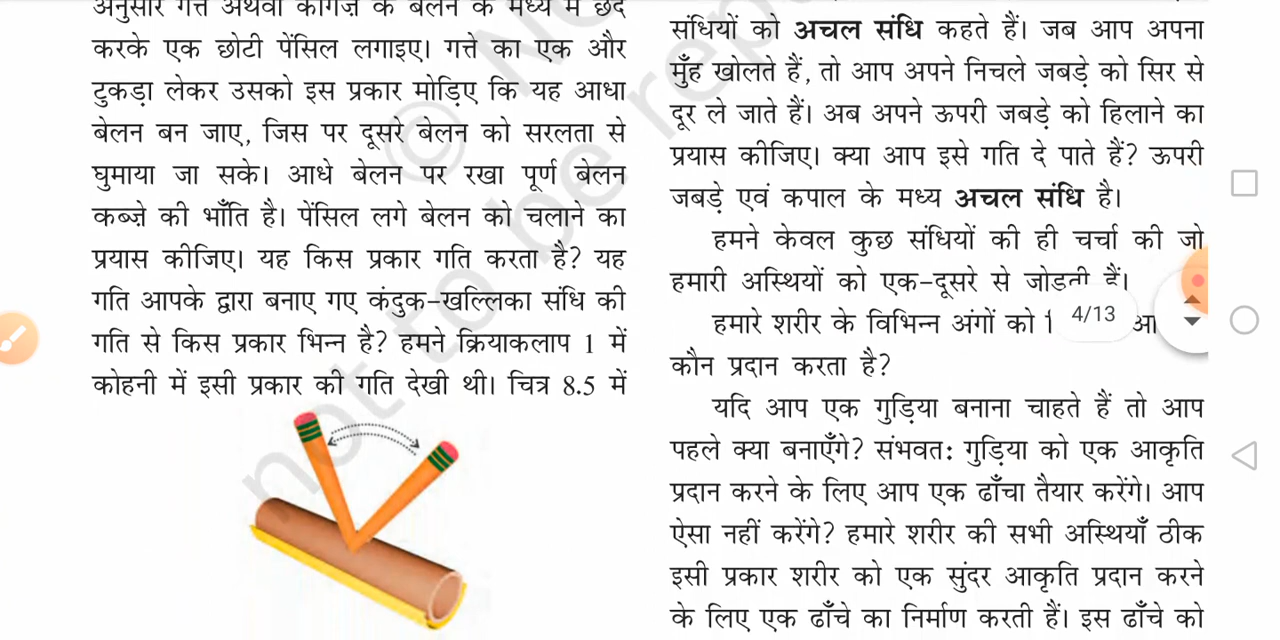 अनुसार गत्ते अथवा कागज़ के बेलन के मध्य में छेद
करके एक छोटी पेंसिल लगाइए। गत्ते का एक और
टुकड़ा लेकर उसको इस प्रकार मोड़िए कि यह आधा
बेलन बन जाए, जिस पर दूसरे बेलन को सरलता से
घुमाया जा सके। आधे बेलन पर रखा पूर्ण बेलन
कब्ज़े की भाँति है। पेंसिल लगे बेलन को चलाने का
प्रयास कीजिए। यह किस प्रकार गति करता है? यह
गति आपके द्वारा बनाए गए कंदुक-खल्लिका संधि की
गति से किस प्रकार भिन्न है? हमने क्रियाकलाप 1 में
कोहनी में इसी प्रकार की गति देखी थी। चित्र 8.5 में
संधियों को अचल संधि कहते हैं। जब आप अपना
मुँह खोलते हैं, तो आप अपने निचले जबड़े को सिर से
दूर ले जाते हैं। अब अपने ऊपरी जबड़े को हिलाने का
प्रयास कीजिए। क्या आप इसे गति दे पाते हैं? ऊपरी
जबड़े एवं कपाल के मध्य अचल संधि है।
हमने केवल कुछ संधियों की ही चर्चा की जो
हमारी अस्थियों को एक-दूसरे से जोड़ती हैं।
हमारे शरीर के विभिन्न अंगों को
कौन प्रदान करता है?
यदि आप एक गुड़िया बनाना चाहते हैं तो आप
पहले क्या बनाएँगे? संभवतः गुड़िया को एक आकृति
प्रदान करने के लिए आप एक ढाँचा तैयार करेंगे। आप
ऐसा नहीं करेंगे? हमारे शरीर की सभी अस्थियाँ ठीक
इसी प्रकार शरीर को एक सुंदर आकृति प्रदान करने
के लिए एक ढाँचे का निर्माण करती हैं। इस ढाँचे को
4/13
not to be